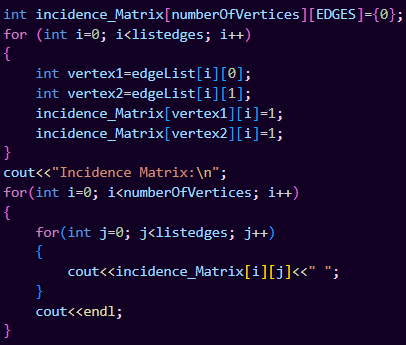 int incidence_Matrix[numberOfVertices][EDGES]={0};
for (int i=0; i<listedges; i++)
{
    int vertex1=edgeList[i][0];
    int vertex2=edgeList[i][1];
    incidence_Matrix[vertex1][i]=1;
    incidence_Matrix[vertex2][i]=1;
}
cout<<"Incidence Matrix:\n";
for(int i=0; i<numberOfVertices; i++)
{
    for(int j=0; j<listedges; j++)
    {
        cout<<incidence_Matrix[i][j]<<" ";
    }
    cout<<endl;
}